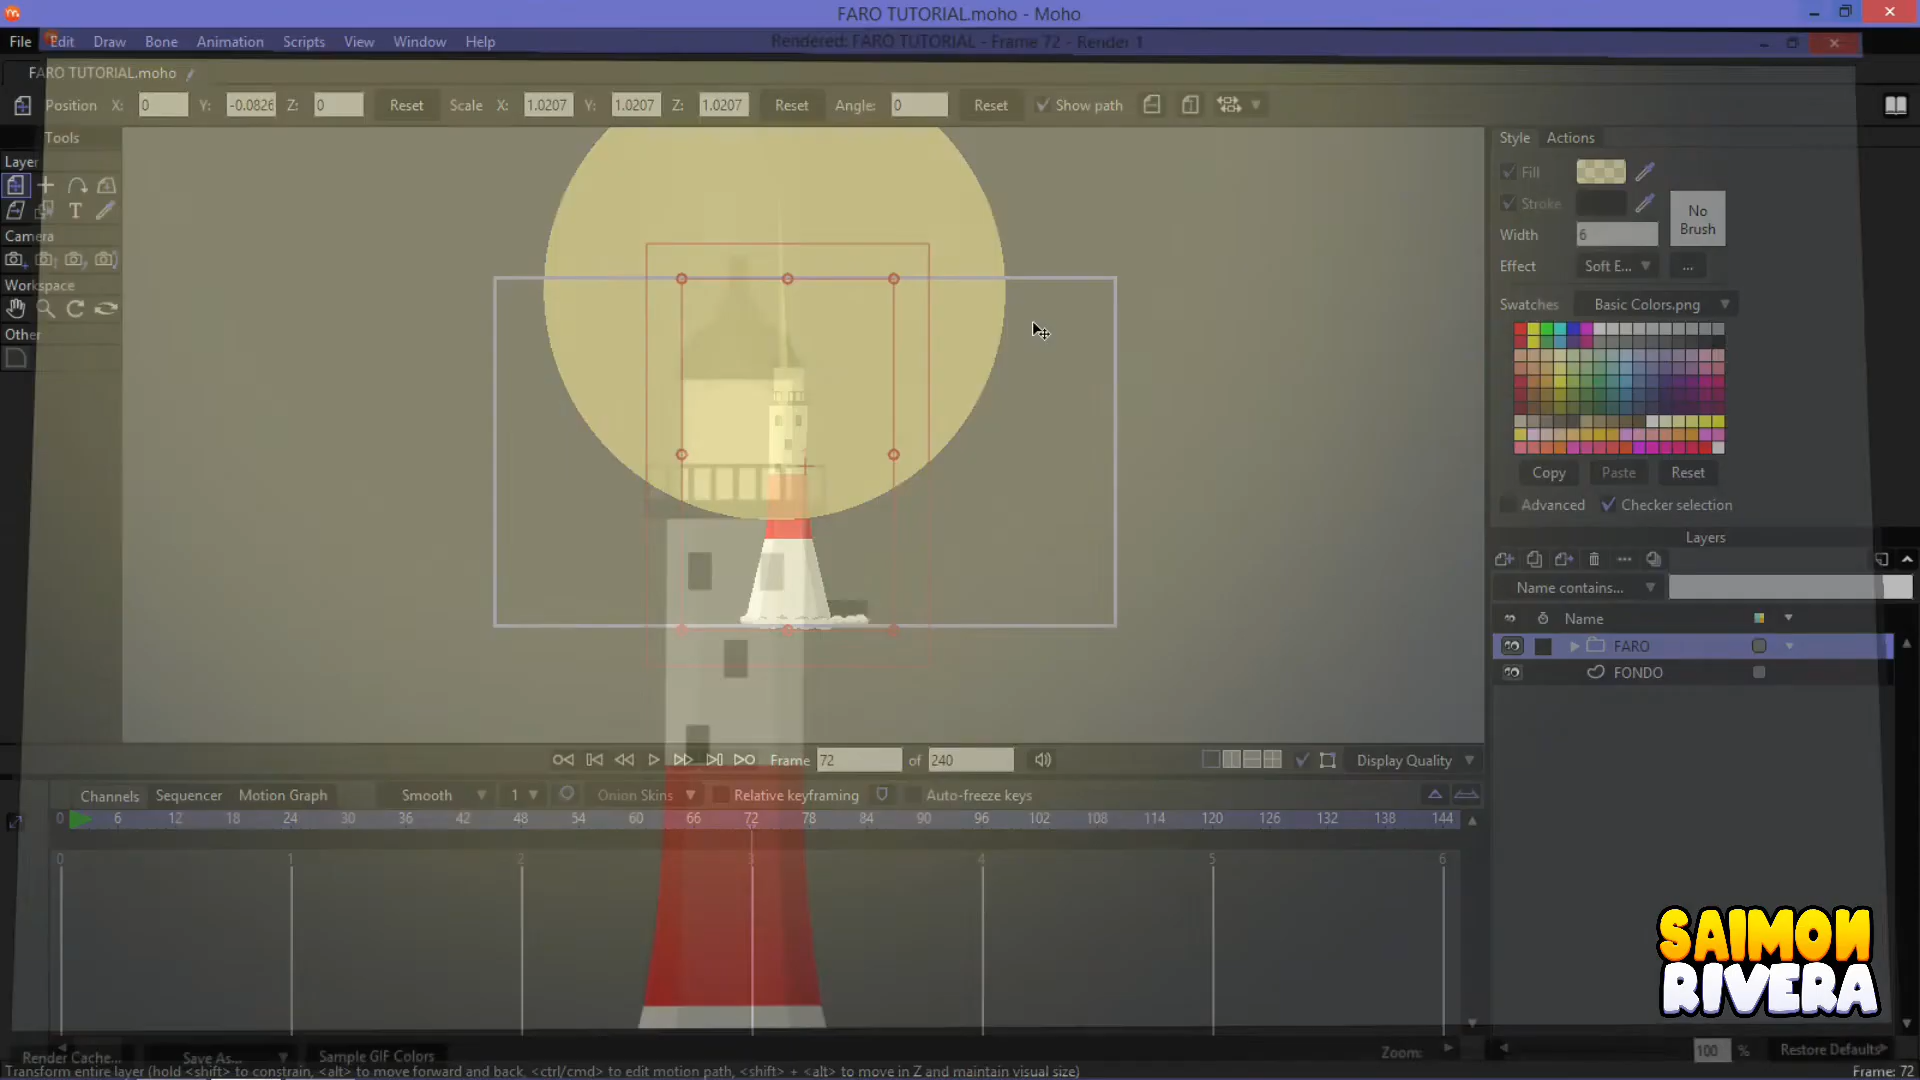 FARO TUTORIAL.moho - Moho
File Edit Draw Bone Animation Scripts View Window Help
Rendered: FARO TUTORIAL - Frame 72 - Render 1
FARO TUTORIAL.moho
Position X: 0 Y: -0.0826 Z: 0 Reset Scale X: 1.0207 Y: 1.0207 Z: 1.0207 Reset Angle: 0 Reset Show path
Tools
Style Actions
Layer
Fill
Stroke
No
Brush
Width 6
Camera
Effect Soft E... ...
Workspace
Swatches Basic Colors.png
Other
Copy Paste Reset
Advanced Checker selection
Layers
Name contains...
Name
FARO
FONDO
Frame 72 of 240 Display Quality
Channels Sequencer Motion Graph Smooth 1 Onion Skins Relative keyframing Auto-freeze keys
0 6 12 18 24 30 36 42 48 54 60 66 72 78 84 90 96 102 108 114 120 126 132 138 144
0 1 2 3 4 5 6
SAIMON
RIVERA
Render Cache... Save As... Sample GIF Colors Zoom: 100 % Restore Defaults
Transform entire layer (hold <shift> to constrain, <alt> to move forward and back, <ctrl/cmd> to edit motion path, <shift> + <alt> to move in Z and maintain visual size) Frame: 72